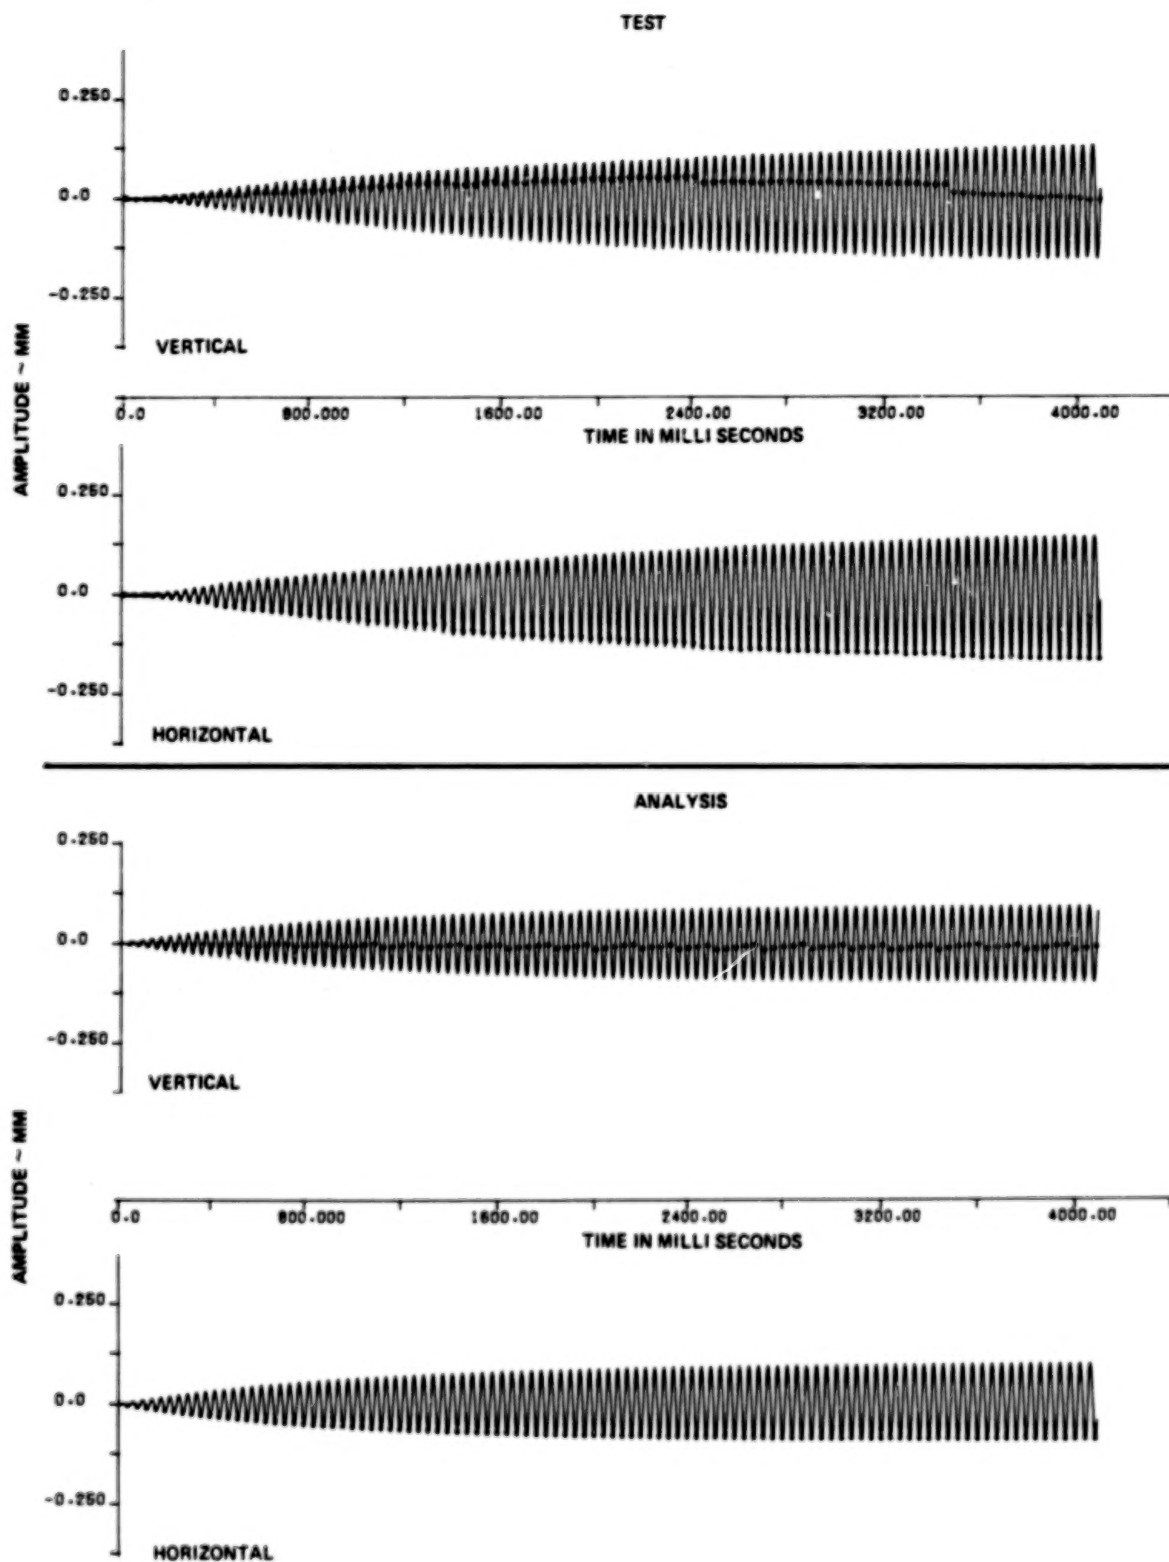 TEST
0.250
0.0
-0.250
VERTICAL
AMPLITUDE ~ MM
0.0 800.000 1600.00 2400.00 3200.00 4000.00
TIME IN MILLI SECONDS
0.250
0.0
-0.250
HORIZONTAL
ANALYSIS
0.250
0.0
-0.250
VERTICAL
AMPLITUDE ~ MM
0.0 800.000 1600.00 2400.00 3200.00 4000.00
TIME IN MILLI SECONDS
0.250
0.0
-0.250
HORIZONTAL